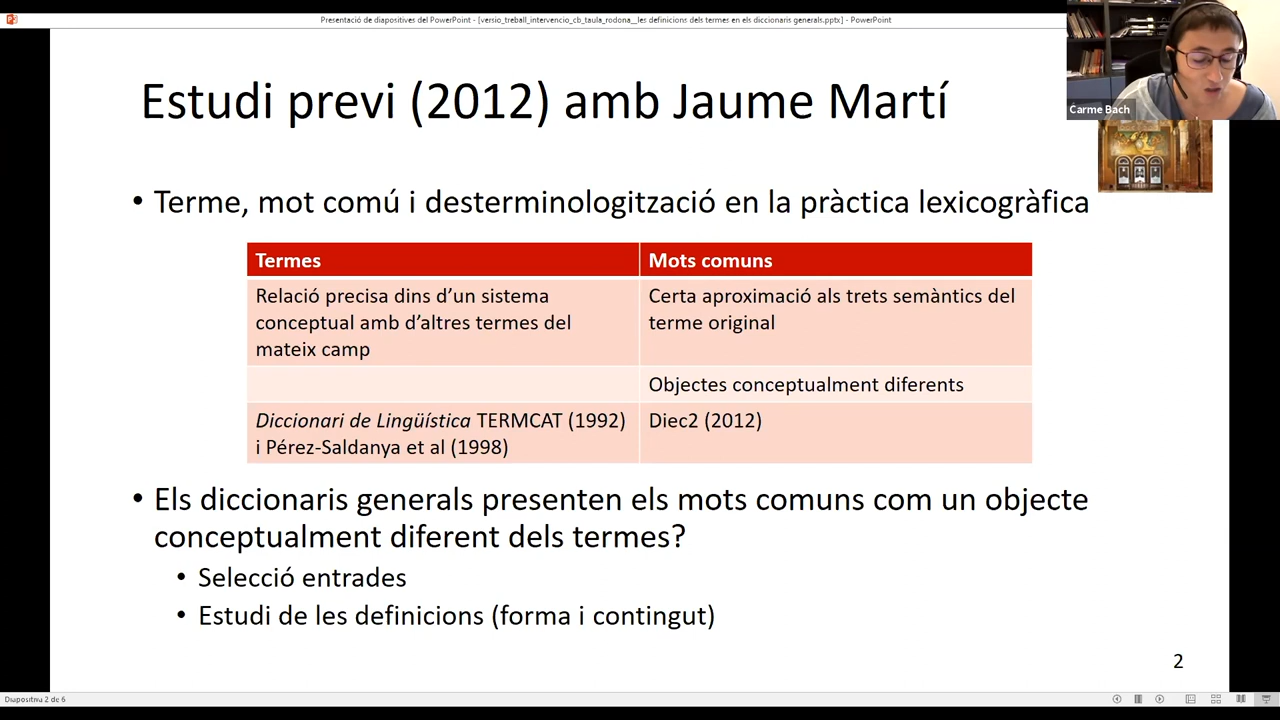 Presentació de diapositives del PowerPoint - [versio_treball_intervencio_cb_taula_rodona__les definicions dels termes en els diccionaris generals.pptx] - PowerPoint
Carme Bach
Estudi previ (2012) amb Jaume Martí
• Terme, mot comú i desterminologització en la pràctica lexicogràfica
Termes
Mots comuns
Relació precisa dins d’un sistema
conceptual amb d’altres termes del
mateix camp
Certa aproximació als trets semàntics del
terme original
Objectes conceptualment diferents
Diccionari de Lingüística TERMCAT (1992)
i Pérez-Saldanya et al (1998)
Diec2 (2012)
• Els diccionaris generals presenten els mots comuns com un objecte
conceptualment diferent dels termes?
• Selecció entrades
• Estudi de les definicions (forma i contingut)
2
Diapositiva 2 de 6